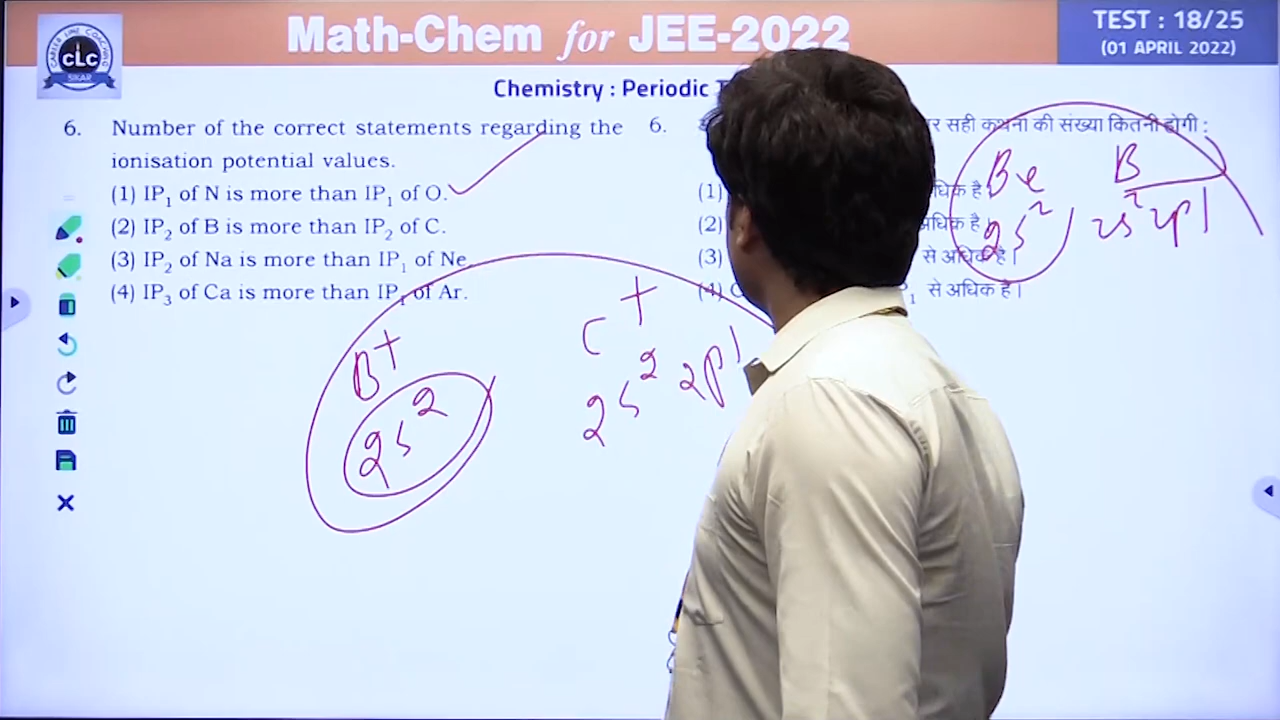 CAREER LINE COACHING
CLC
SIKAR
Math-Chem for JEE-2022
TEST : 18/25
(01 APRIL 2022)
Chemistry : Periodic
6. Number of the correct statements regarding the
ionisation potential values.
(1) IP₁ of N is more than IP₁ of O.
(2) IP₂ of B is more than IP₂ of C.
(3) IP₂ of Na is more than IP₁ of Ne.
(4) IP₃ of Ca is more than IP₁ of Ar.
6. सही कथनो की संख्या कितनी होगी :
(1) धिक है।
(2) अधिक है।
(3) से अधिक है।
(4) से अधिक है।
Be B
2s² 2s² 2p¹
B+ C+
2s² 2s² 2p¹